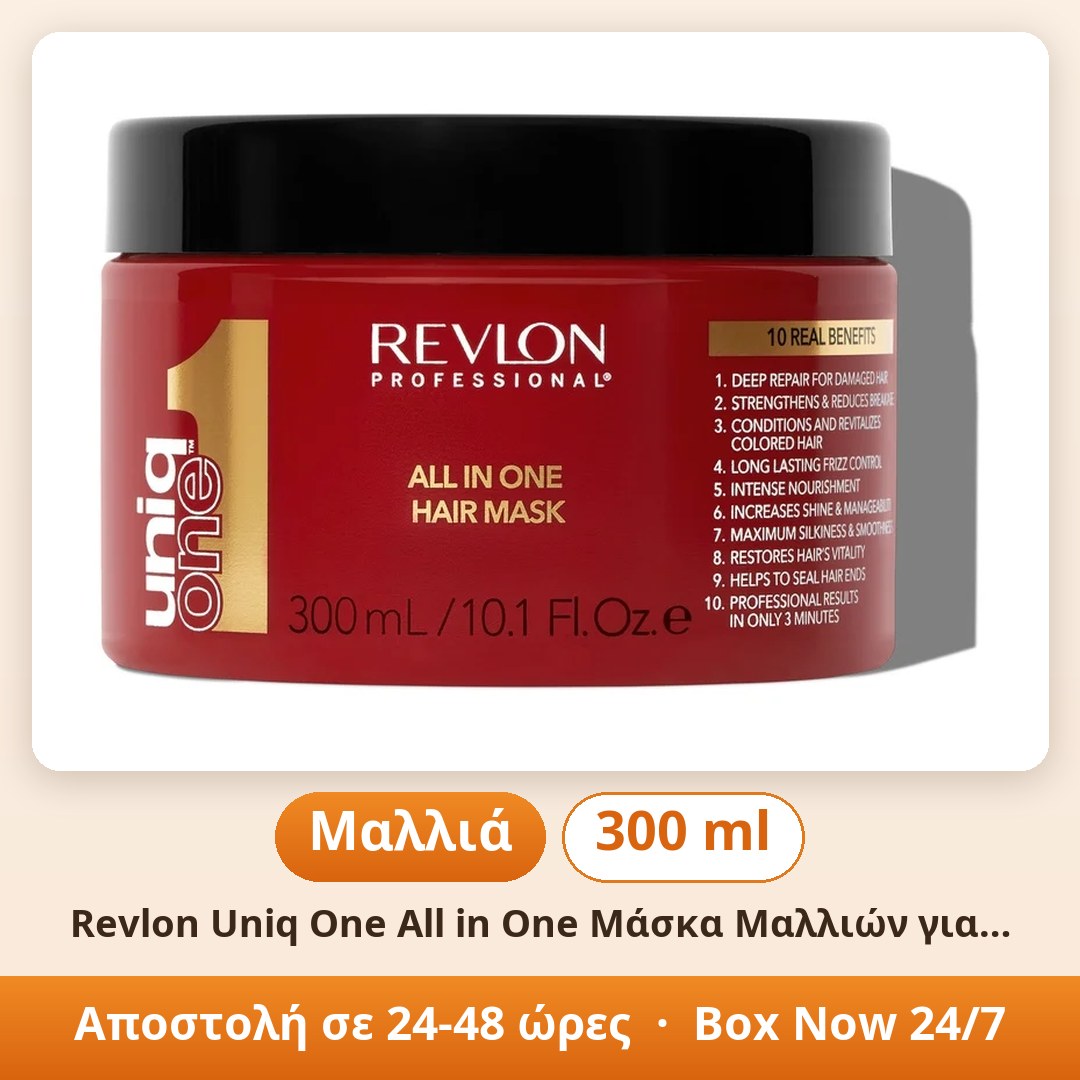 REVLON
PROFESSIONAL®
uniq
one™
1
ALL IN ONE
HAIR MASK
300 mL / 10.1 Fl.Oz. e
10 REAL BENEFITS
1. DEEP REPAIR FOR DAMAGED HAIR
2. STRENGTHENS & REDUCES BREAKAGE
3. CONDITIONS AND REVITALIZES
COLORED HAIR
4. LONG LASTING FRIZZ CONTROL
5. INTENSE NOURISHMENT
6. INCREASES SHINE & MANAGEABILITY
7. MAXIMUM SILKINESS & SMOOTHNESS
8. RESTORES HAIR'S VITALITY
9. HELPS TO SEAL HAIR ENDS
10. PROFESSIONAL RESULTS
IN ONLY 3 MINUTES
Μαλλιά
300 ml
Revlon Uniq One All in One Μάσκα Μαλλιών για...
Αποστολή σε 24-48 ώρες · Box Now 24/7